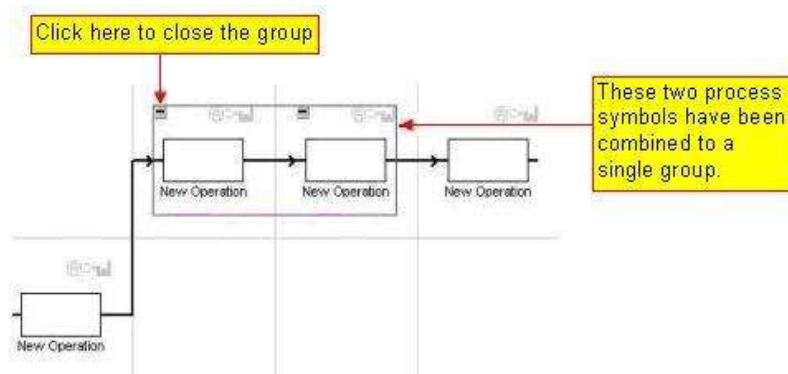 Click here to close the group
These two process
symbols have been
combined to a
single group.
New Operation
New Operation
New Operation
New Operation